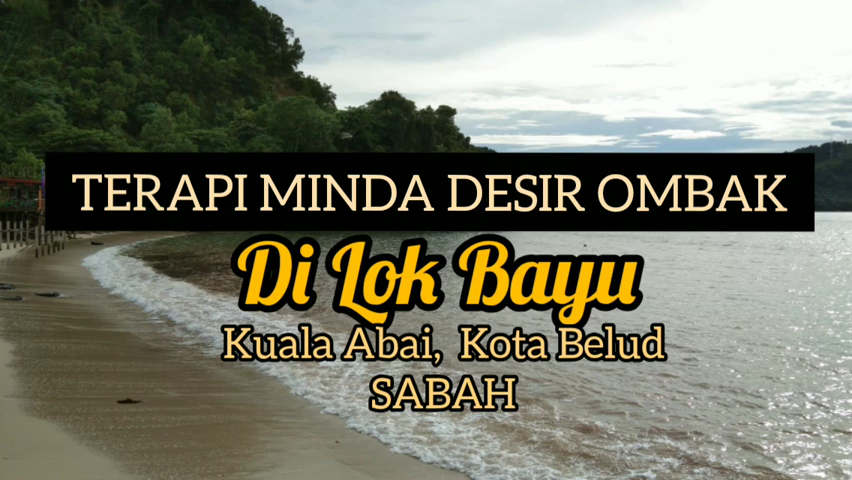 TERAPI MINDA DESIR OMBAK
Di Lok Bayu
Kuala Abai, Kota Belud
SABAH